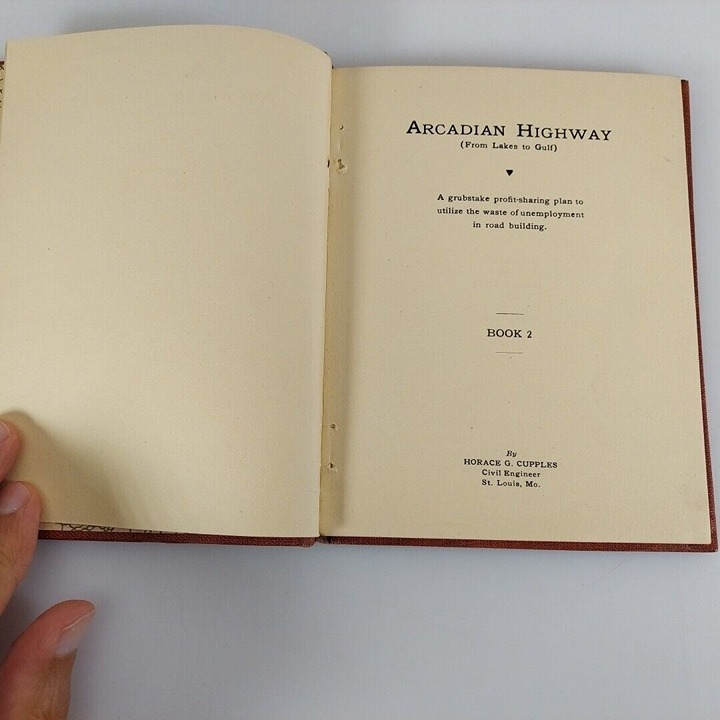 ARCADIAN HIGHWAY
(From Lakes to Gulf)
A grubstake profit-sharing plan to
utilize the waste of unemployment
in road building.
BOOK 2
By
HORACE G. CUPPLES
Civil Engineer
St. Louis, Mo.